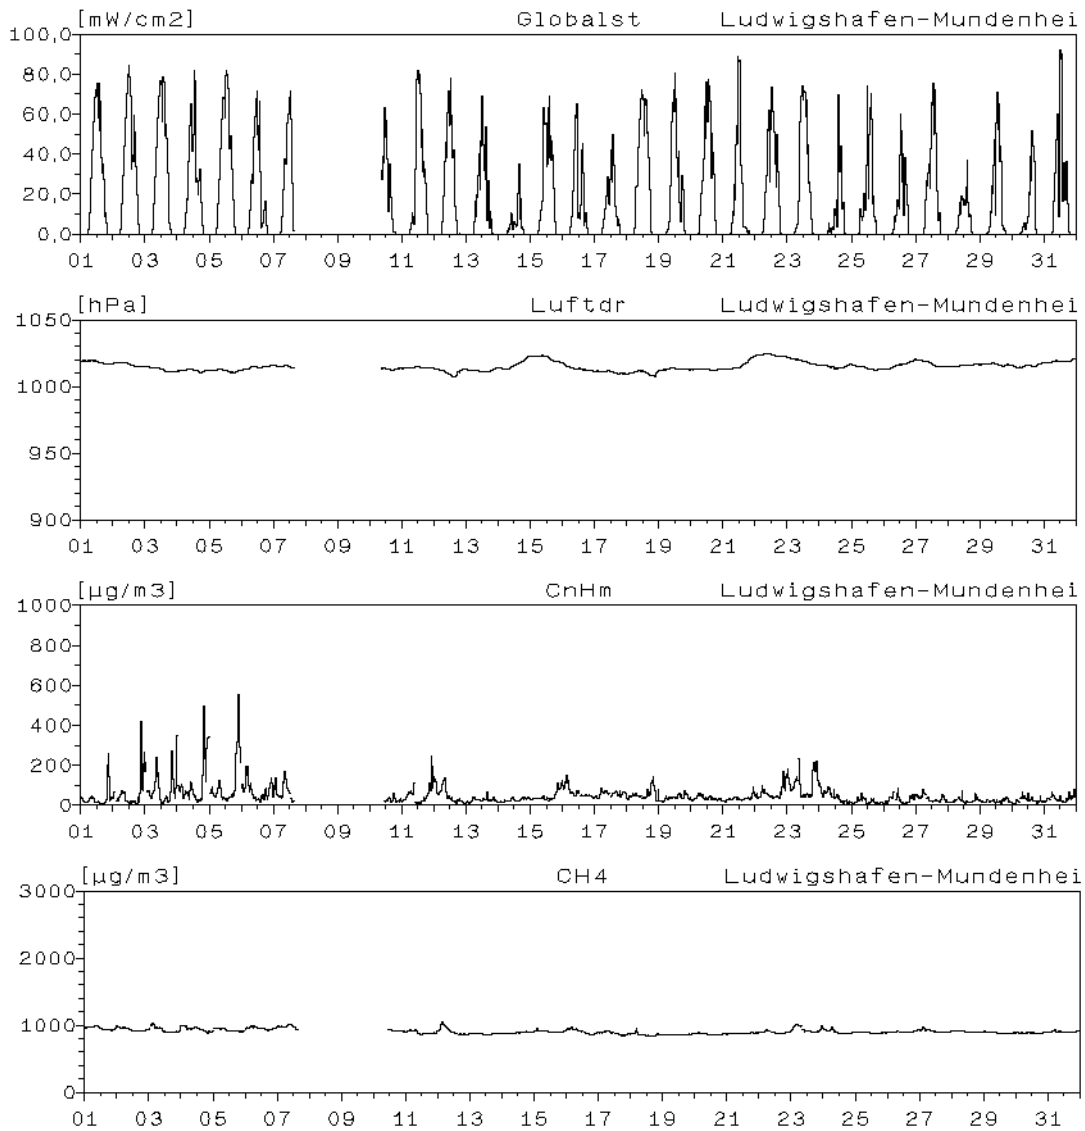 [mW/cm2] Globalst Ludwigshafen-Mundenhei
100,0
80,0
60,0
40,0
20,0
0,0
01 03 05 07 09 11 13 15 17 19 21 23 25 27 29 31
[hPa] Luftdr Ludwigshafen-Mundenhei
1050
1000
950
900
01 03 05 07 09 11 13 15 17 19 21 23 25 27 29 31
[µg/m3] CnHm Ludwigshafen-Mundenhei
1000
800
600
400
200
0
01 03 05 07 09 11 13 15 17 19 21 23 25 27 29 31
[µg/m3] CH4 Ludwigshafen-Mundenhei
3000
2000
1000
0
01 03 05 07 09 11 13 15 17 19 21 23 25 27 29 31